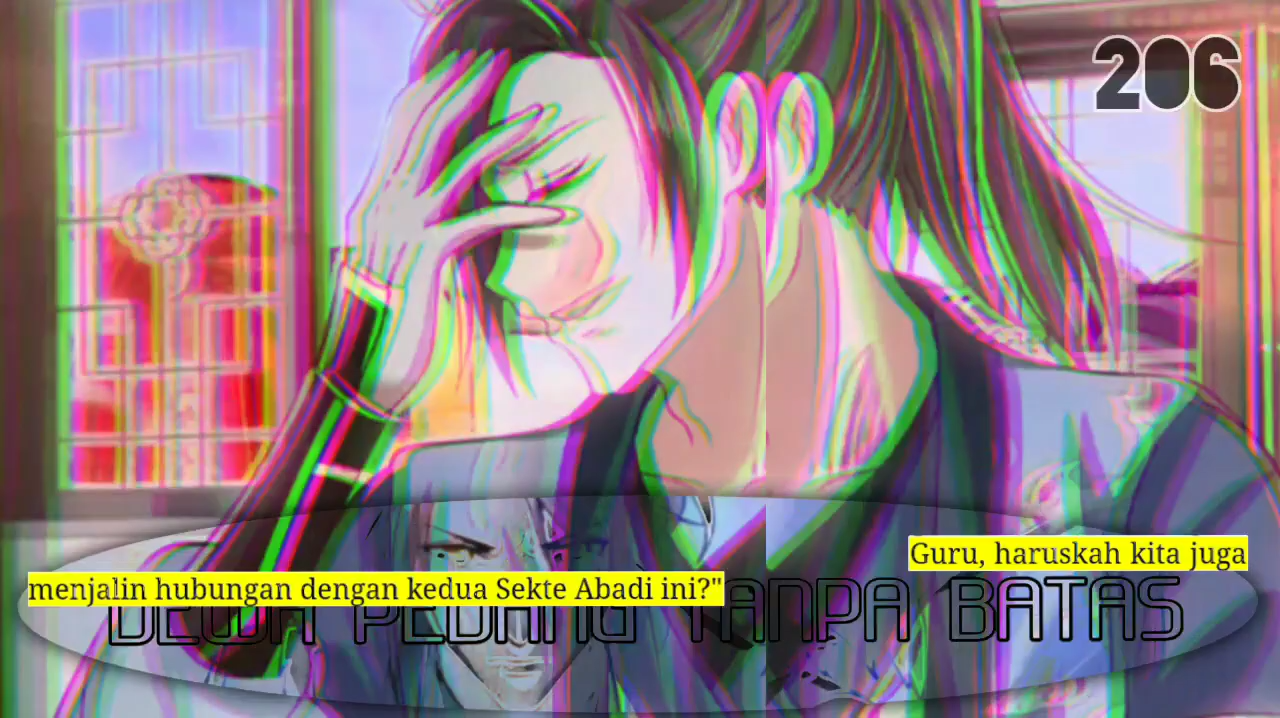 206
Guru, haruskah kita juga
menjalin hubungan dengan kedua Sekte Abadi ini?"
DEWA PEDANG TANPA BATAS